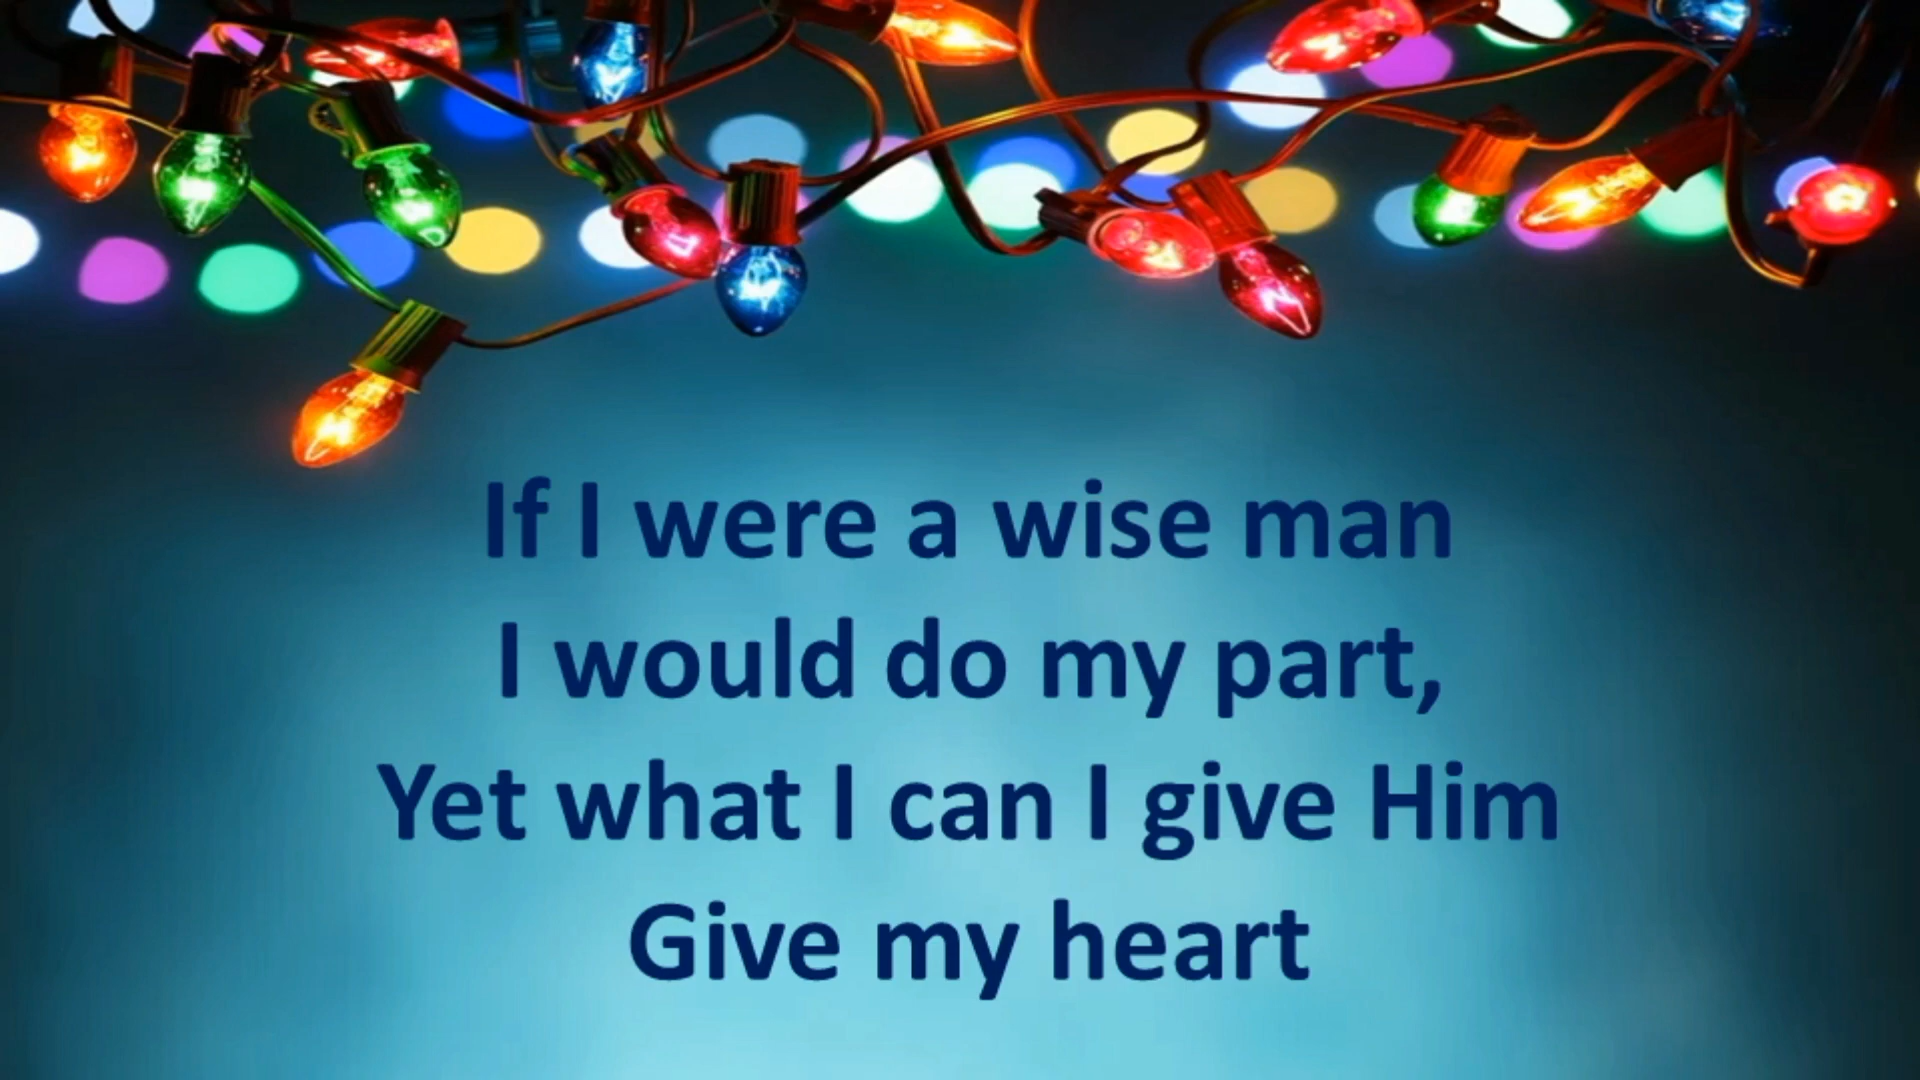 If I were a wise man
I would do my part,
Yet what I can I give Him
Give my heart